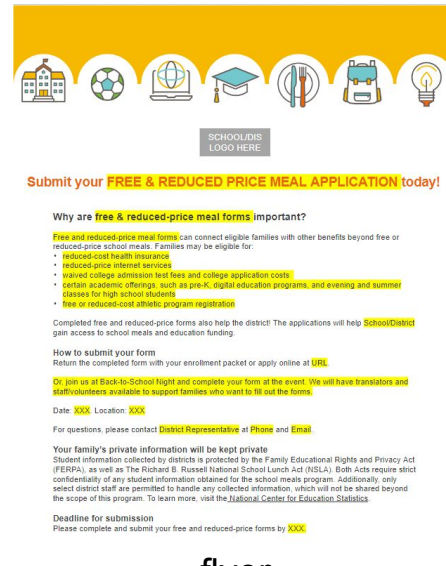 SCHOOL/DIS
LOGO HERE
Submit your FREE & REDUCED PRICE MEAL APPLICATION today!
Why are free & reduced-price meal forms important?
Free and reduced-price meal forms can connect eligible families with other benefits beyond free or
reduced-price school meals. Families may be eligible for:
• reduced-cost health insurance
• reduced-price internet services
• waived college admission test fees and college application costs
• certain academic offerings, such as pre-K, digital education programs, and evening and summer
classes for high school students
• free or reduced-cost athletic program registration
Completed free and reduced-price forms also help the district! The applications will help School/District
gain access to school meals and education funding.
How to submit your form
Return the completed form with your enrollment packet or apply online at URL.
Or, join us at Back-to-School Night and complete your form at the event. We will have translators and
staff/volunteers available to support families who want to fill out the forms.
Date: XXX. Location: XXX
For questions, please contact District Representative at Phone and Email.
Your family's private information will be kept private
Student information collected by districts is protected by the Family Educational Rights and Privacy Act
(FERPA), as well as The Richard B. Russell National School Lunch Act (NSLA). Both Acts require strict
confidentiality of any student information obtained for the school meals program. Additionally, only
select district staff are permitted to handle any collected information, which will not be shared beyond
the scope of this program. To learn more, visit the National Center for Education Statistics.
Deadline for submission
Please complete and submit your free and reduced-price forms by XXX.